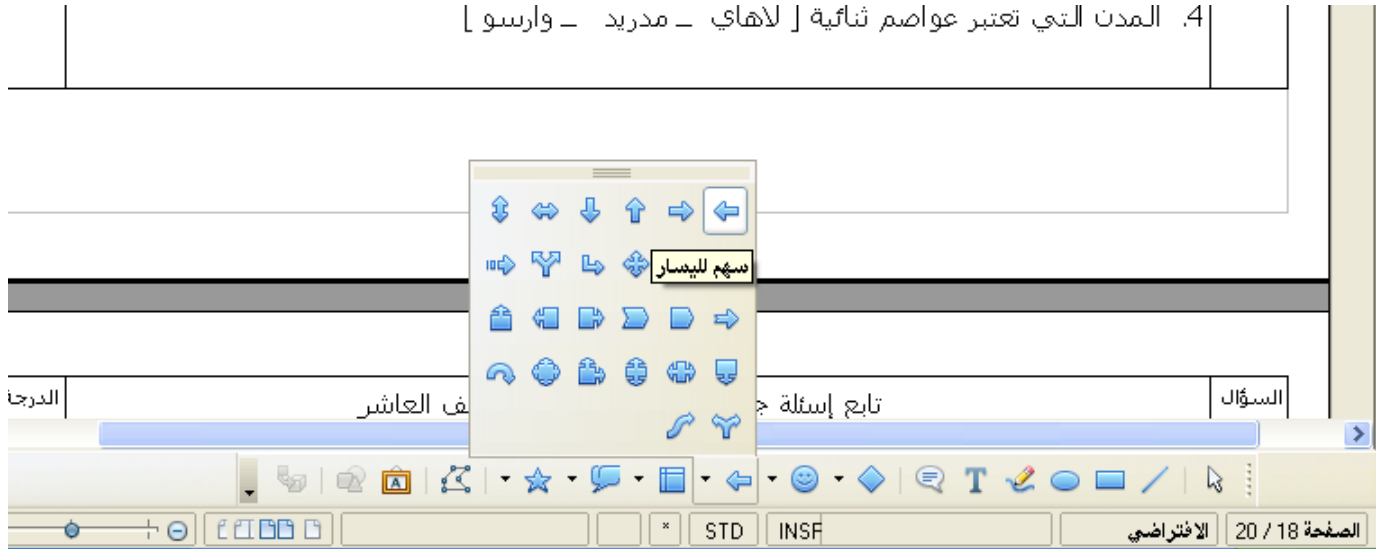 4. المدن التي تعتبر عواصم ثنائية [ لاهاي _ مدريد _ وارسو ]
سهم لليسار
السؤال
تابع إسئلة ج
ف العاشر
الدرجة
T
A
الصفحة 18 / 20
الافتراضي
INSF
STD
*